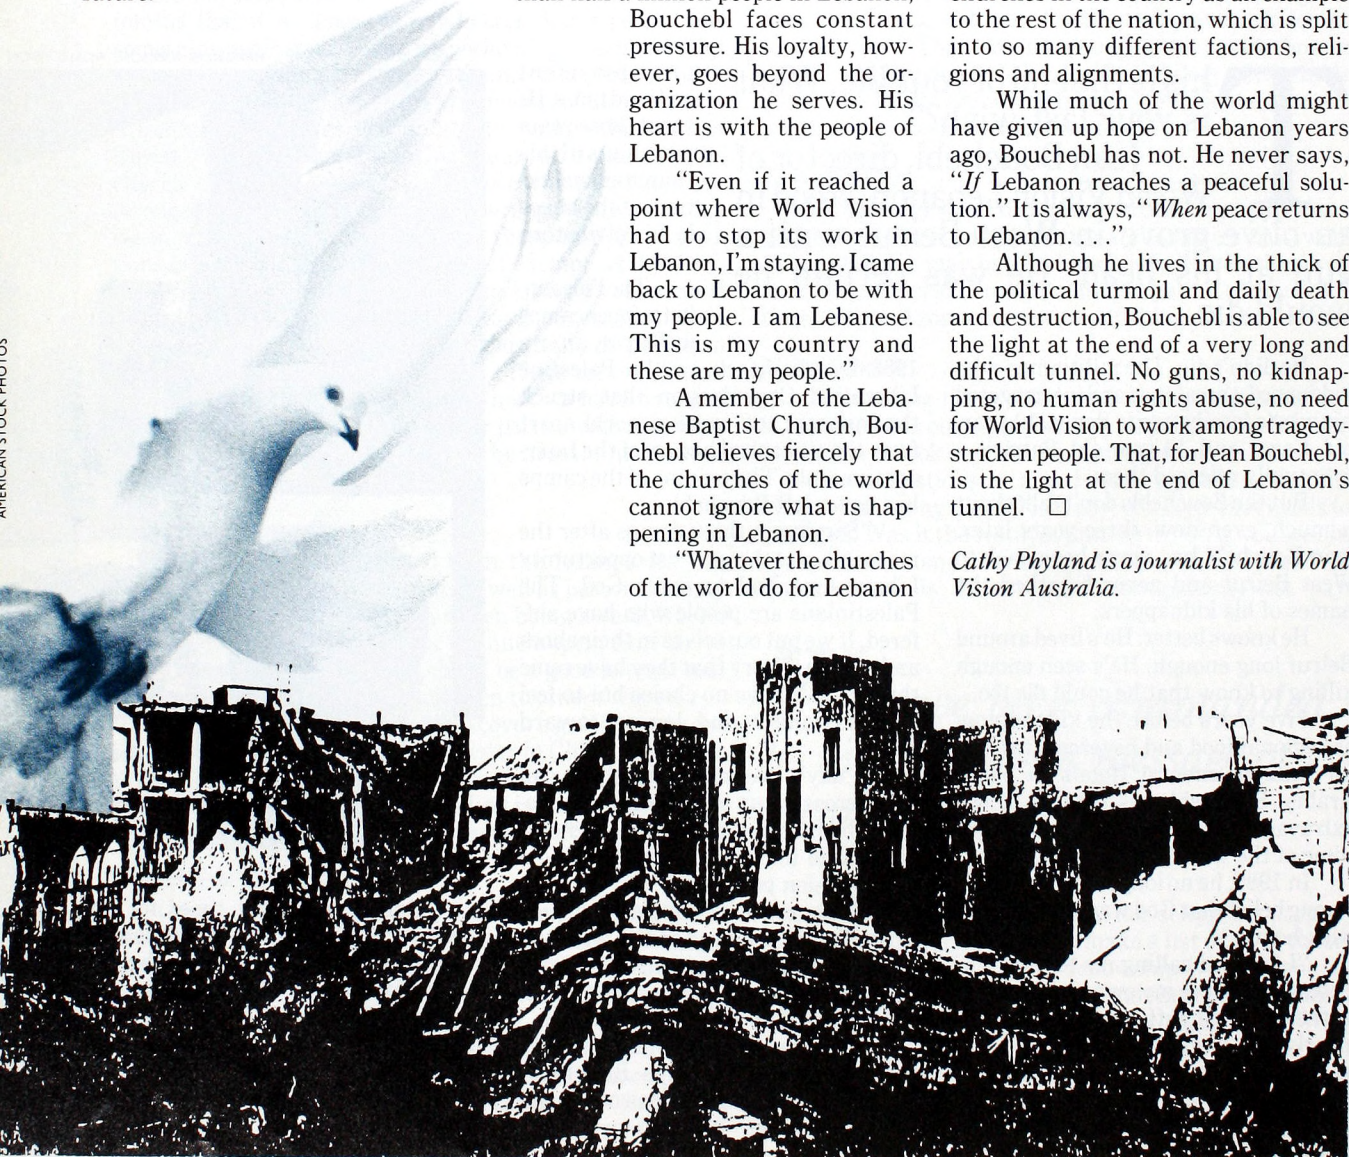 Bouchebl faces constant
pressure. His loyalty, how-
ever, goes beyond the or-
ganization he serves. His
heart is with the people of
Lebanon.
“Even if it reached a
point where World Vision
had to stop its work in
Lebanon, I’m staying. I came
back to Lebanon to be with
my people. I am Lebanese.
This is my country and
these are my people.”
A member of the Leba-
nese Baptist Church, Bou-
chebl believes fiercely that
the churches of the world
cannot ignore what is hap-
pening in Lebanon.
“Whatever the churches
of the world do for Lebanon
to the rest of the nation, which is split
into so many different factions, reli-
gions and alignments.
While much of the world might
have given up hope on Lebanon years
ago, Bouchebl has not. He never says,
“If Lebanon reaches a peaceful solu-
tion.” It is always, “When peace returns
to Lebanon. . . .”
Although he lives in the thick of
the political turmoil and daily death
and destruction, Bouchebl is able to see
the light at the end of a very long and
difficult tunnel. No guns, no kidnap-
ping, no human rights abuse, no need
for World Vision to work among tragedy-
stricken people. That, for Jean Bouchebl,
is the light at the end of Lebanon’s
tunnel. □
Cathy Phyland is a journalist with World
Vision Australia.
AMERICAN STOCK PHOTOS